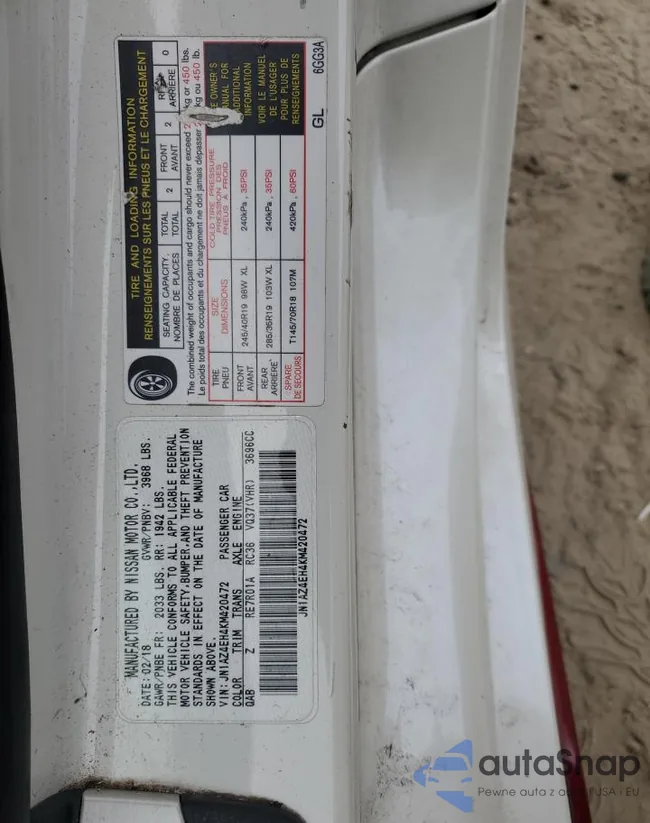 TIRE AND LOADING INFORMATION
RENSEIGNEMENTS SUR LES PNEUS ET LE CHARGEMENT
SEATING CAPACITY TOTAL 2 FRONT 2 0
NOMBRE DE PLACES TOTAL AVANT ARRIÈRE
The combined weight of occupants and cargo should never exceed kg or 450 lbs.
Le poids total des occupants et du chargement ne doit jamais dépasser kg ou 450 lb.
TIRE SIZE COLD TIRE PRESSURE
PNEU DIMENSIONS PRESSION DES PNEUS À FROID
FRONT AVANT 245/40R19 98W XL 240kPa, 35PSI
REAR ARRIÈRE 285/35R19 103W XL 240kPa, 35PSI
SPARE DE SECOURS T145/70R18 107M 420kPa, 60PSI
OWNER'S
MANUAL FOR
ADDITIONAL
INFORMATION
VOIR LE MANUEL
DE L'USAGER
POUR PLUS DE
RENSEIGNEMENTS
GL 6GG3A
MANUFACTURED BY NISSAN MOTOR CO.,LTD.
DATE: 02/18 GVWR/PNBV: 3968 LBS.
GAWR/PNBE FR: 2033 LBS. RR: 1942 LBS.
THIS VEHICLE CONFORMS TO ALL APPLICABLE FEDERAL
MOTOR VEHICLE SAFETY,BUMPER,AND THEFT PREVENTION
STANDARDS IN EFFECT ON THE DATE OF MANUFACTURE
SHOWN ABOVE.
VIN:JN1AZ4EH4KM420472 PASSENGER CAR
COLOR TRIM TRANS AXLE ENGINE
QAB Z RE7R01A RC36 VQ37(VHR) 3696CC
JN1AZ4EH4KM420472
autoSnap
Pewne auta z aukcji USA - EU